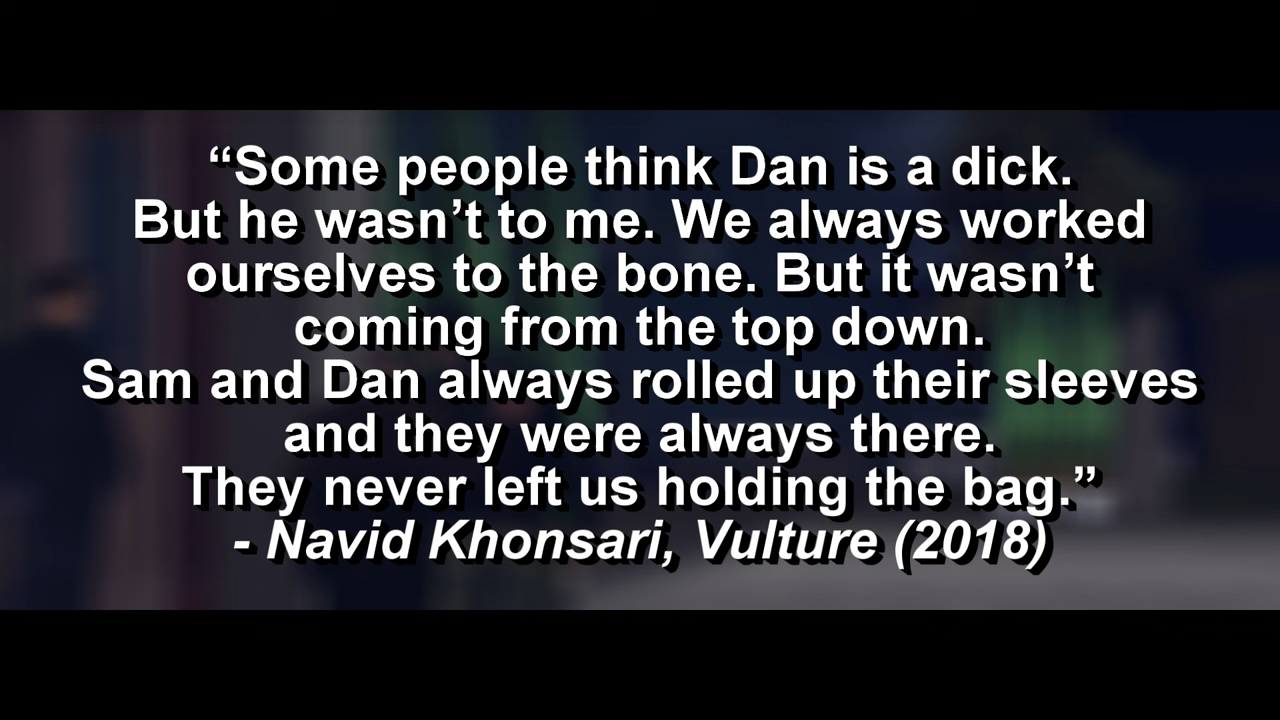 “Some people think Dan is a dick.
But he wasn’t to me. We always worked
ourselves to the bone. But it wasn’t
coming from the top down.
Sam and Dan always rolled up their sleeves
and they were always there.
They never left us holding the bag.”
- Navid Khonsari, Vulture (2018)